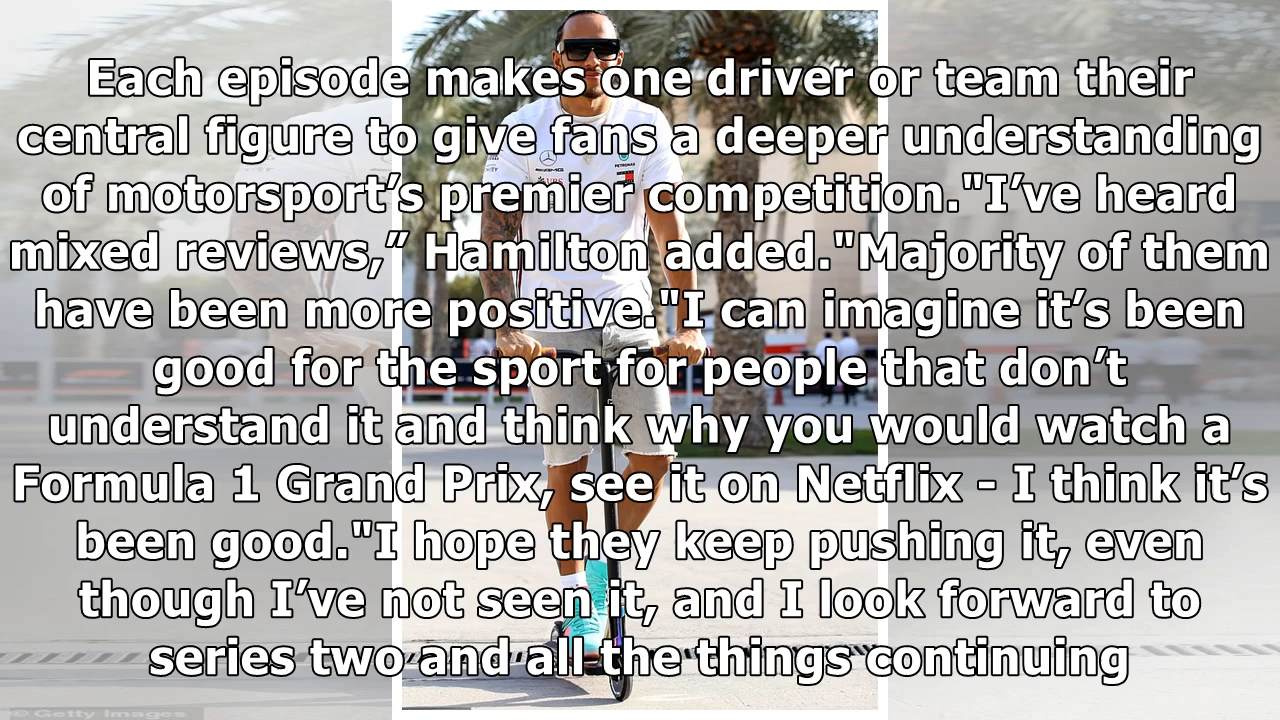 Each episode makes one driver or team their
central figure to give fans a deeper understanding
of motorsport’s premier competition."I’ve heard
mixed reviews,” Hamilton added."Majority of them
have been more positive."I can imagine it’s been
good for the sport for people that don’t
understand it and think why you would watch a
Formula 1 Grand Prix, see it on Netflix - I think it’s
been good."I hope they keep pushing it, even
though I’ve not seen it, and I look forward to
series two and all the things continuing
PETRONAS
© Getty Images